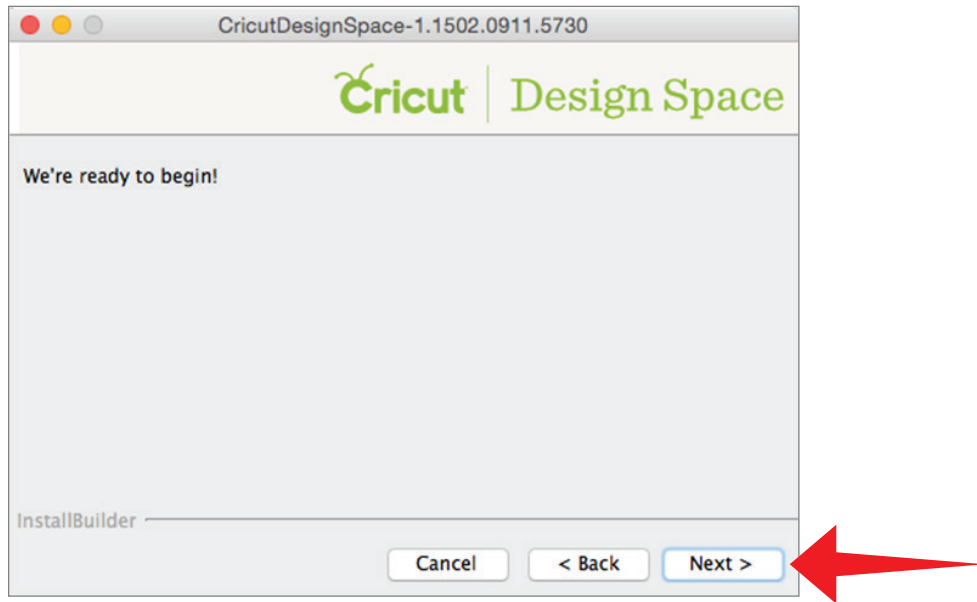 CricutDesignSpace-1.1502.0911.5730
Cricut Design Space
We're ready to begin!
InstallBuilder
Cancel < Back Next >